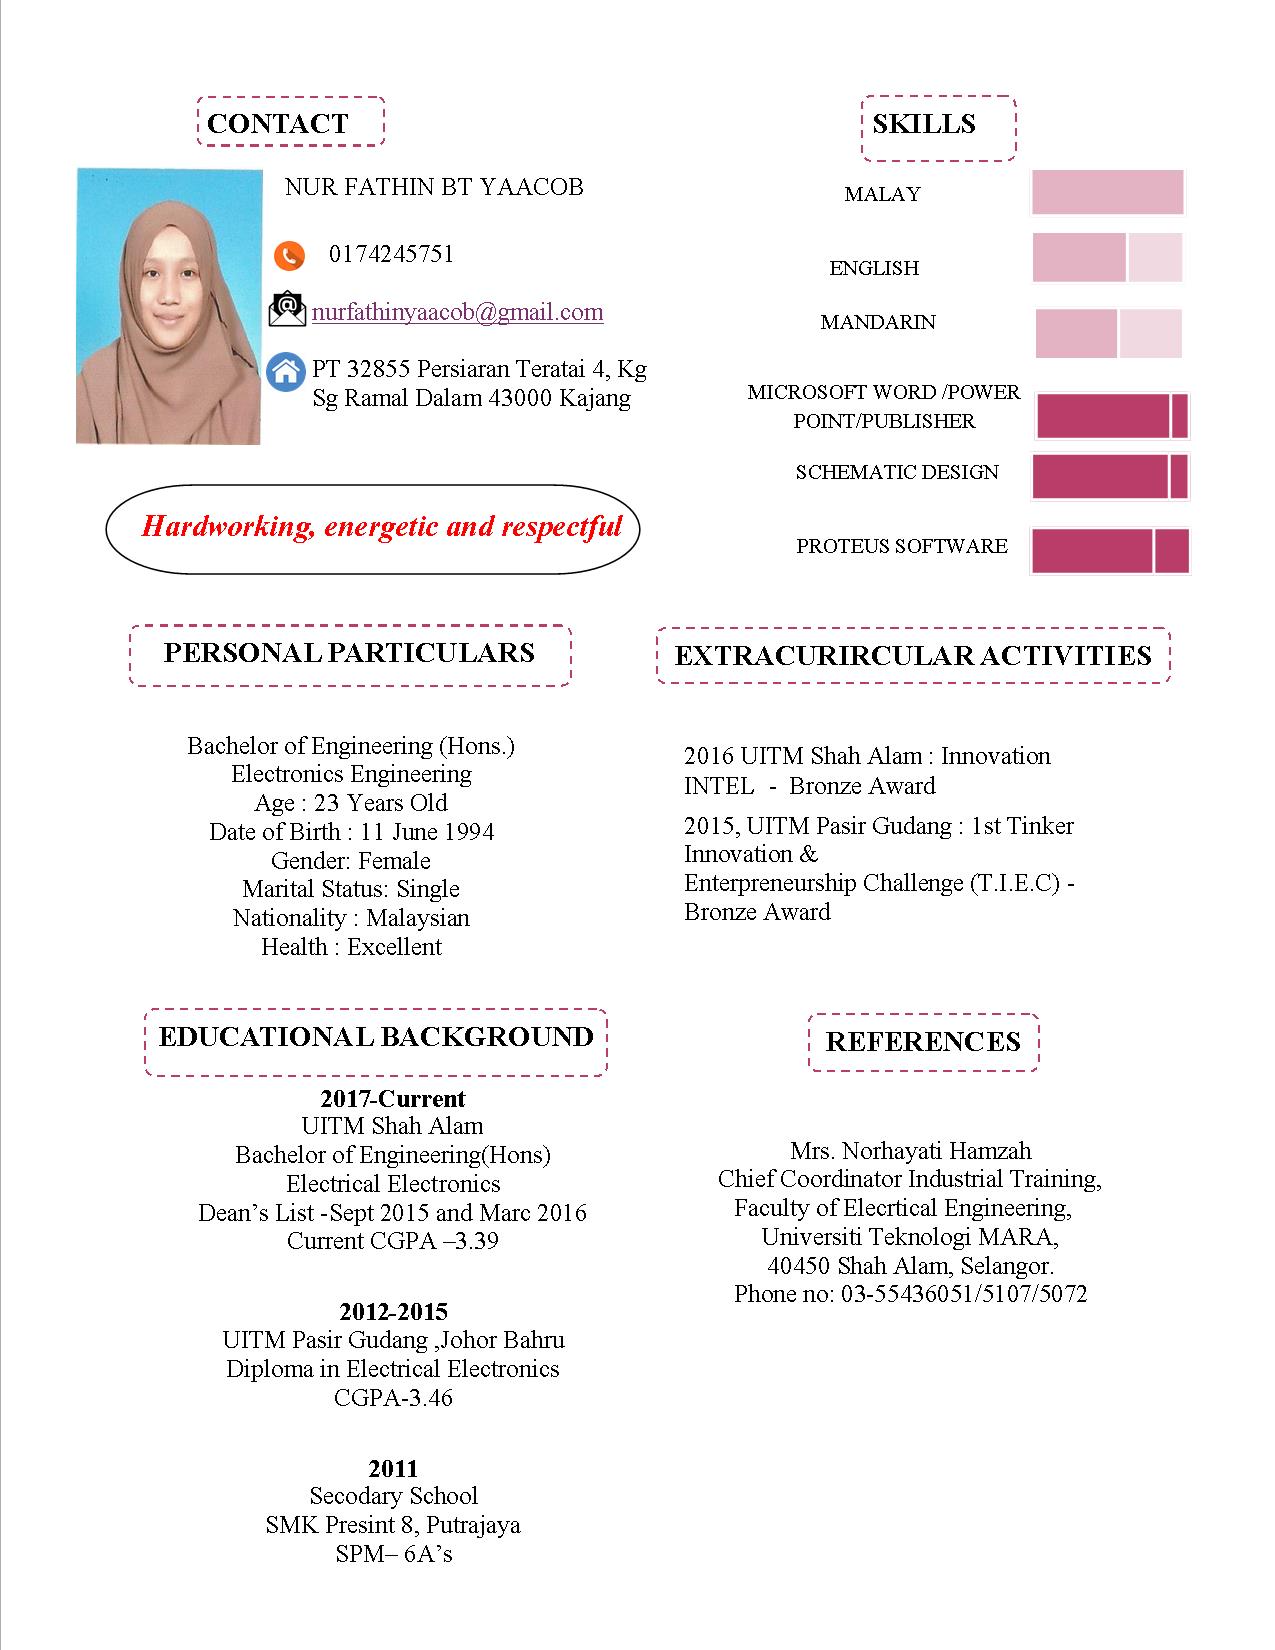 CONTACT
NUR FATHIN BT YAACOB
0174245751
nurfathinyaacob@gmail.com
PT 32855 Persiaran Teratai 4, Kg
Sg Ramal Dalam 43000 Kajang
Hardworking, energetic and respectful
SKILLS
MALAY
ENGLISH
MANDARIN
MICROSOFT WORD /POWER
POINT/PUBLISHER
SCHEMATIC DESIGN
PROTEUS SOFTWARE
PERSONAL PARTICULARS
Bachelor of Engineering (Hons.)
Electronics Engineering
Age : 23 Years Old
Date of Birth : 11 June 1994
Gender: Female
Marital Status: Single
Nationality : Malaysian
Health : Excellent
EXTRACURIRCULAR ACTIVITIES
2016 UITM Shah Alam : Innovation
INTEL - Bronze Award
2015, UITM Pasir Gudang : 1st Tinker
Innovation &
Enterpreneurship Challenge (T.I.E.C) -
Bronze Award
EDUCATIONAL BACKGROUND
2017-Current
UITM Shah Alam
Bachelor of Engineering(Hons)
Electrical Electronics
Dean’s List -Sept 2015 and Marc 2016
Current CGPA –3.39
2012-2015
UITM Pasir Gudang ,Johor Bahru
Diploma in Electrical Electronics
CGPA-3.46
2011
Secodary School
SMK Presint 8, Putrajaya
SPM– 6A’s
REFERENCES
Mrs. Norhayati Hamzah
Chief Coordinator Industrial Training,
Faculty of Elecrtical Engineering,
Universiti Teknologi MARA,
40450 Shah Alam, Selangor.
Phone no: 03-55436051/5107/5072